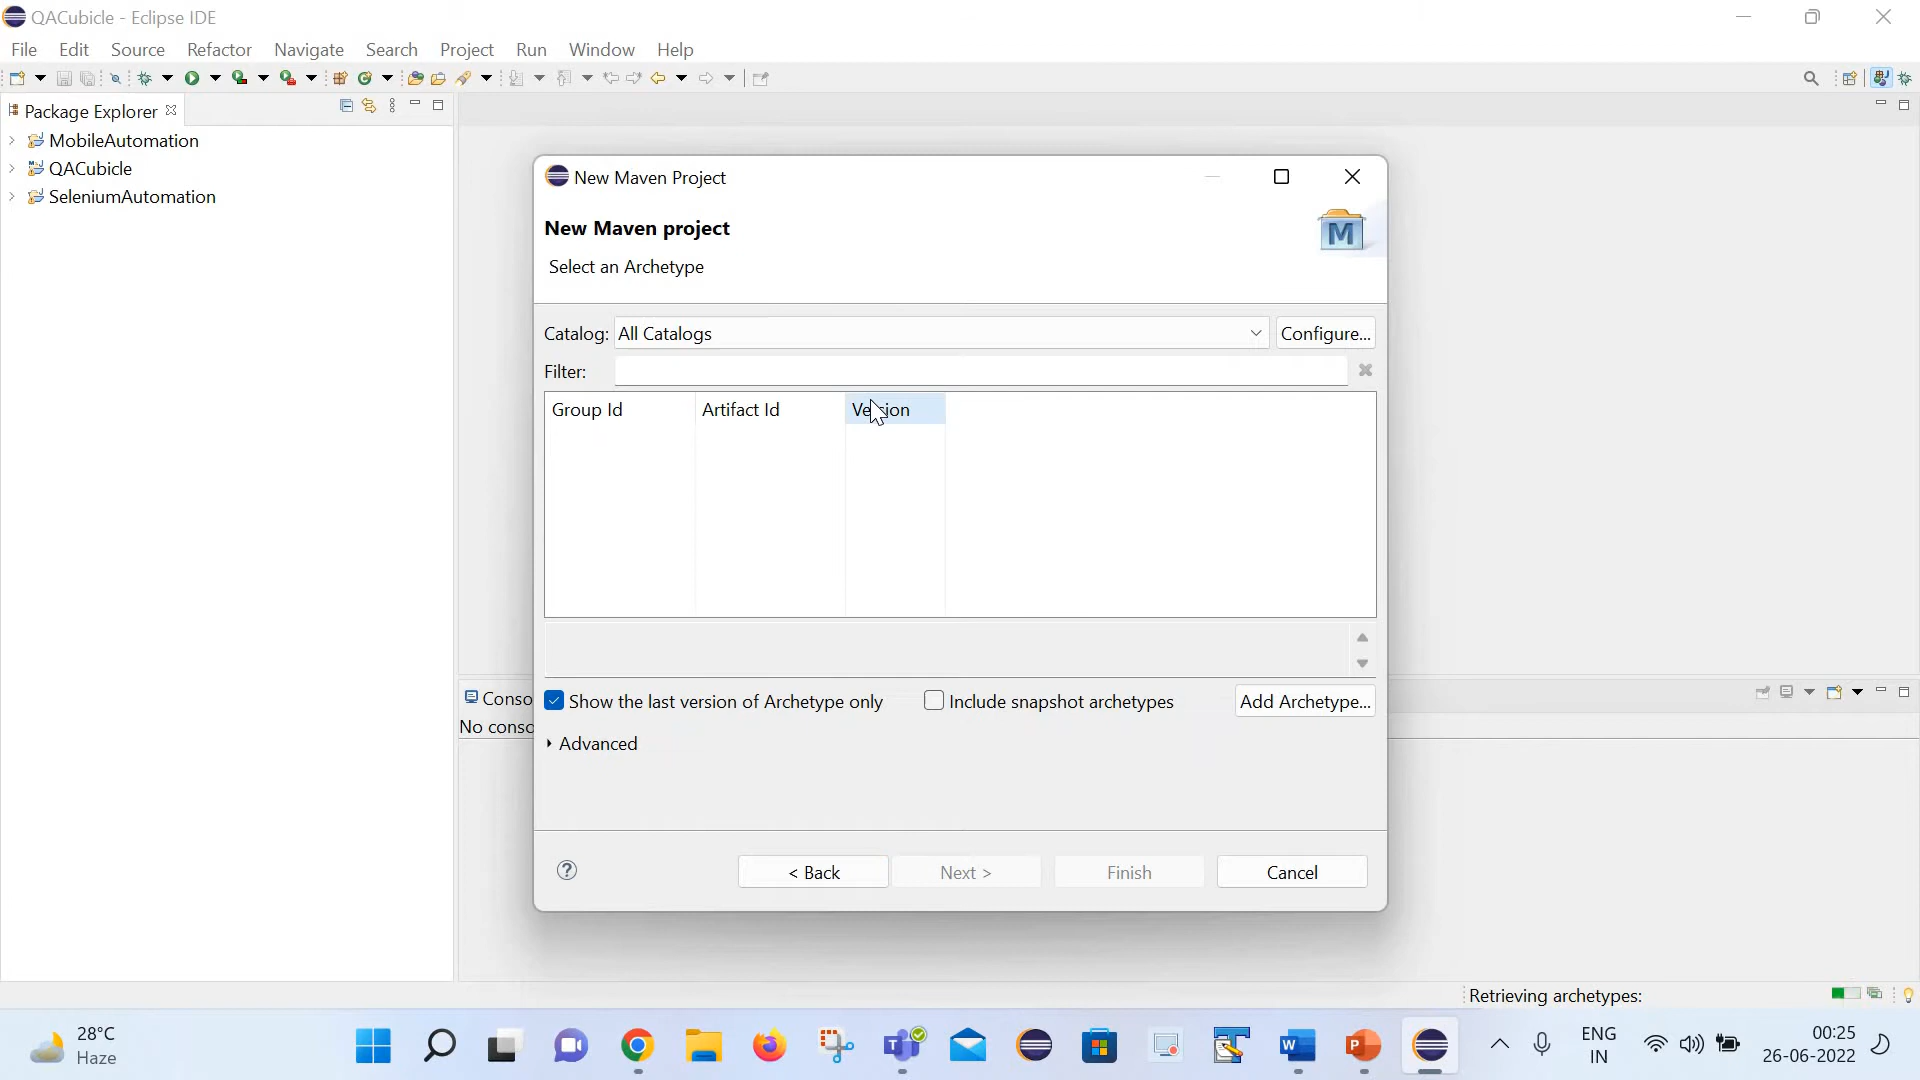 QACubicle - Eclipse IDE
File Edit Source Refactor Navigate Search Project Run Window Help
Package Explorer
MobileAutomation
QACubicle
SeleniumAutomation
New Maven Project
New Maven project
Select an Archetype
Catalog: All Catalogs Configure...
Filter:
Group Id Artifact Id Version
Show the last version of Archetype only Include snapshot archetypes Add Archetype...
Advanced
< Back Next > Finish Cancel
Conso
No conso
Retrieving archetypes:
28°C
Haze
ENG
IN
00:25
26-06-2022